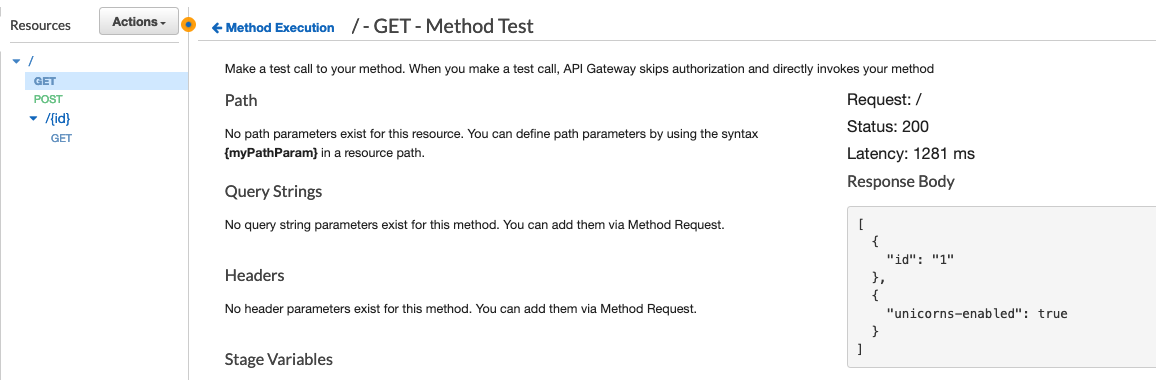 Resources
Actions
/
GET
POST
/{id}
GET
Method Execution / - GET - Method Test
Make a test call to your method. When you make a test call, API Gateway skips authorization and directly invokes your method
Path
No path parameters exist for this resource. You can define path parameters by using the syntax
{myPathParam} in a resource path.
Query Strings
No query string parameters exist for this method. You can add them via Method Request.
Headers
No header parameters exist for this method. You can add them via Method Request.
Stage Variables
Request: /
Status: 200
Latency: 1281 ms
Response Body
[
{
"id": "1"
},
{
"unicorns-enabled": true
}
]